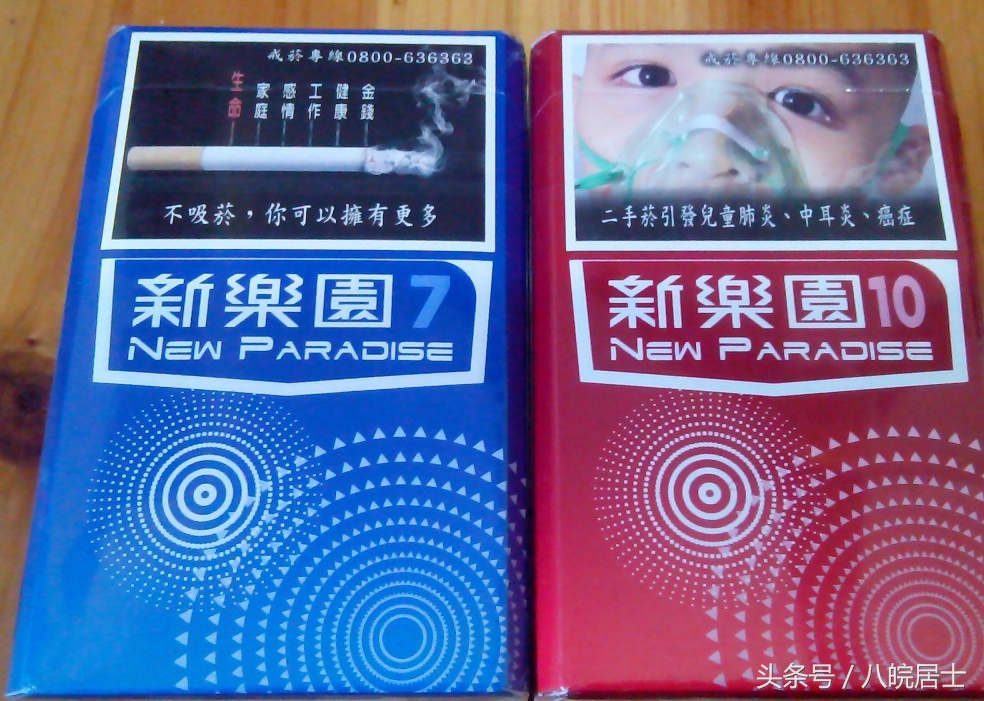 戒菸專線0800-636363
生命 家庭 感情 工作 健康 金錢
不吸菸，你可以擁有更多
新樂園 7
NEW PARADISE
戒菸專線0800-636363
二手菸引發兒童肺炎、中耳炎、癌症
新樂園 10
NEW PARADISE
头条号 / 八皖居士